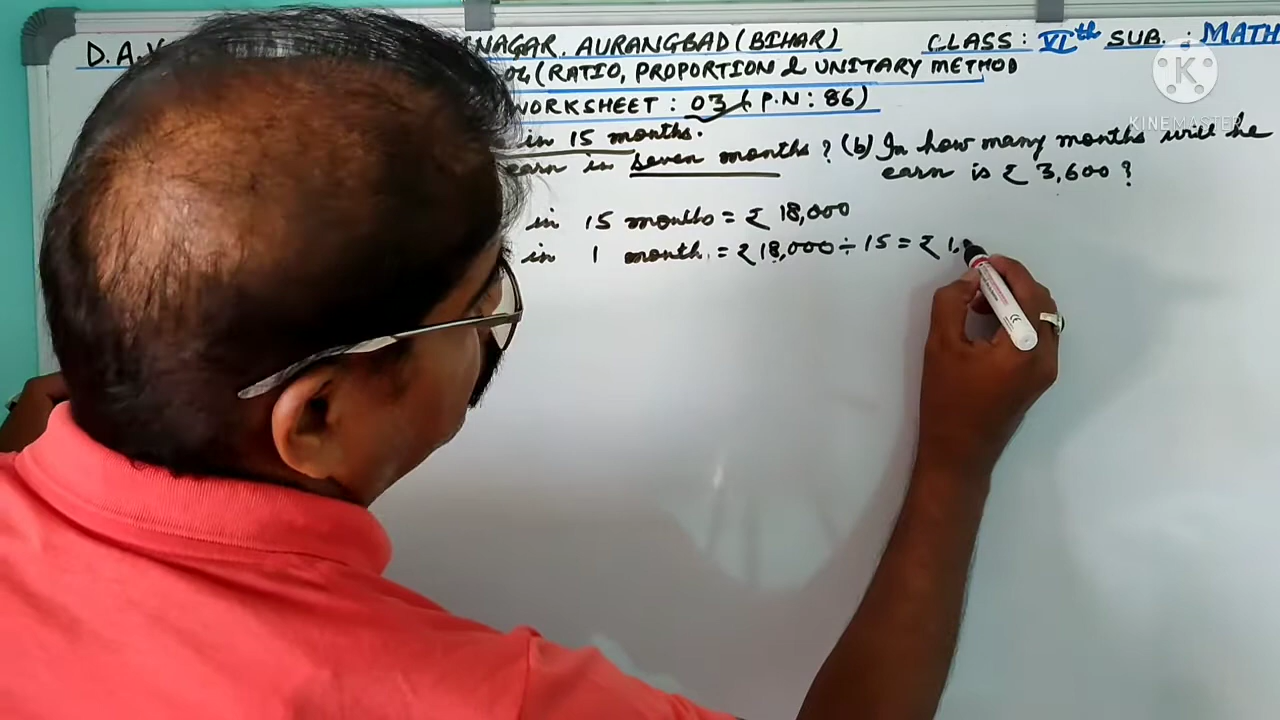 D.A.V NAGAR. AURANGBAD (BIHAR) CLASS: VIth SUB. : MATH
04 (RATIO, PROPORTION & UNITARY METHOD
WORKSHEET : 03 (P.N: 86)
in 15 months.
earn in seven months? (b) In how many months will he
earn is ₹ 3,600?
in 15 months = ₹ 18,000
in 1 month. = ₹ 18,000 ÷ 15 = ₹ 1,
K
KINEMASTER